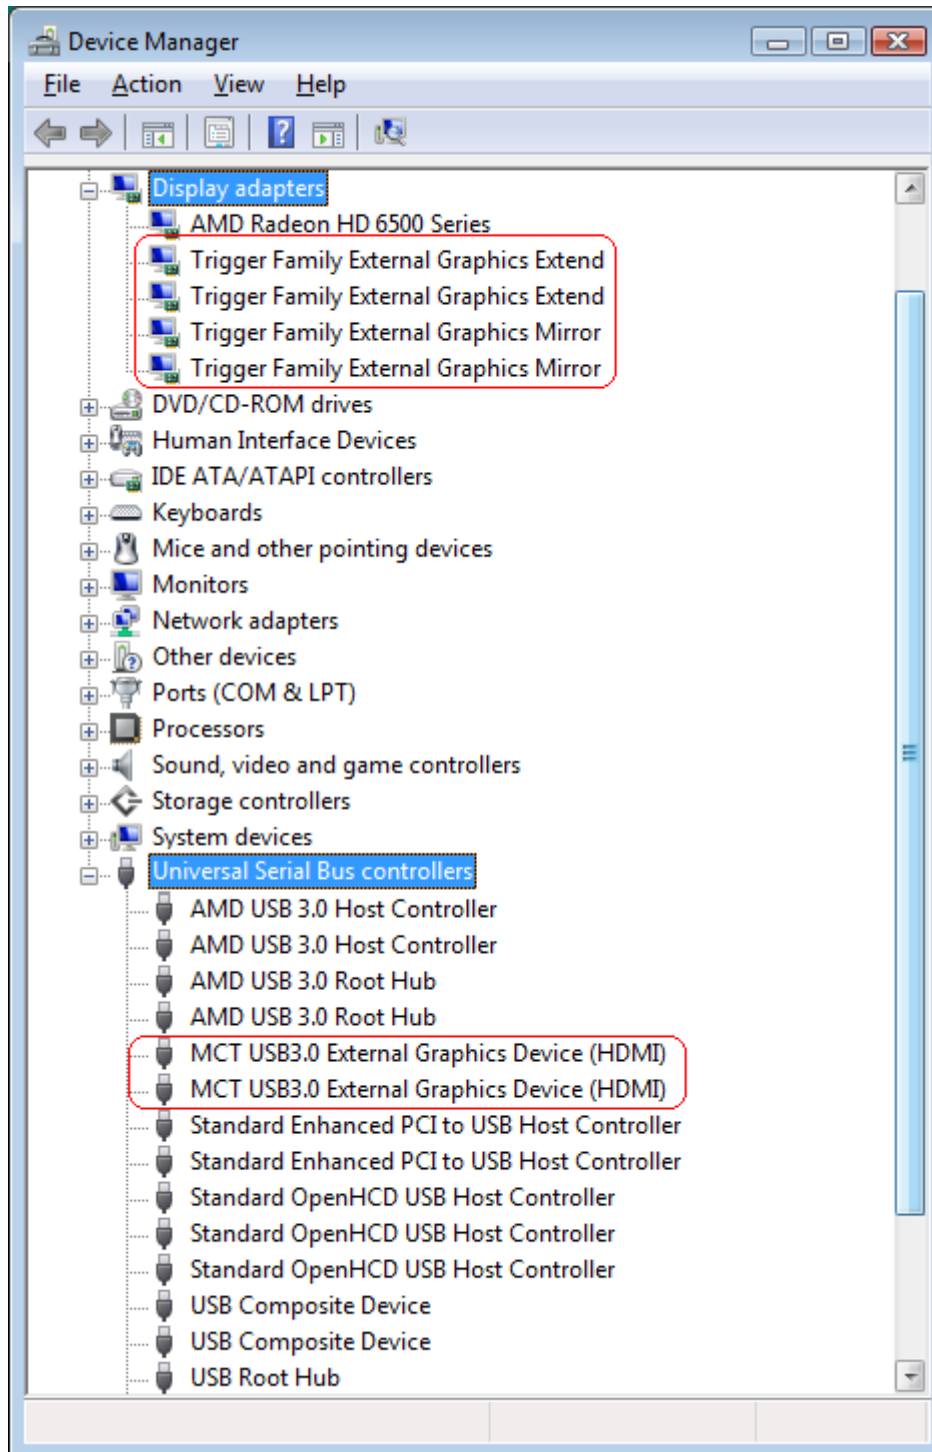 Device Manager
File Action View Help
Display adapters
AMD Radeon HD 6500 Series
Trigger Family External Graphics Extend
Trigger Family External Graphics Extend
Trigger Family External Graphics Mirror
Trigger Family External Graphics Mirror
DVD/CD-ROM drives
Human Interface Devices
IDE ATA/ATAPI controllers
Keyboards
Mice and other pointing devices
Monitors
Network adapters
Other devices
Ports (COM & LPT)
Processors
Sound, video and game controllers
Storage controllers
System devices
Universal Serial Bus controllers
AMD USB 3.0 Host Controller
AMD USB 3.0 Host Controller
AMD USB 3.0 Root Hub
AMD USB 3.0 Root Hub
MCT USB3.0 External Graphics Device (HDMI)
MCT USB3.0 External Graphics Device (HDMI)
Standard Enhanced PCI to USB Host Controller
Standard Enhanced PCI to USB Host Controller
Standard OpenHCD USB Host Controller
Standard OpenHCD USB Host Controller
Standard OpenHCD USB Host Controller
USB Composite Device
USB Composite Device
USB Root Hub